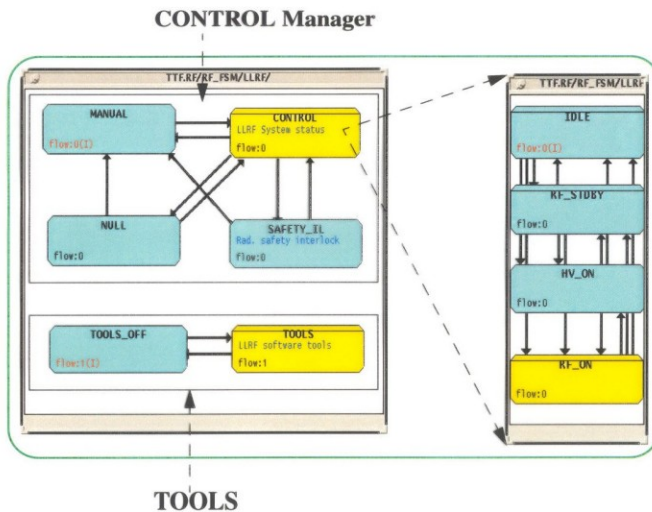 CONTROL Manager
TTF.RF/RF_FSM/LLRF/
MANUAL
flow:0(I)
CONTROL
LLRF System status
flow:0
NULL
flow:0
SAFETY_IL
Rad. safety interlock
flow:0
TOOLS_OFF
flow:1(I)
TOOLS
LLRF software tools
flow:1
TOOLS
TTF.RF/RF_FSM/LLRF
IDLE
flow:0(I)
RF_STDBY
flow:0
HV_ON
flow:0
RF_ON
flow:0